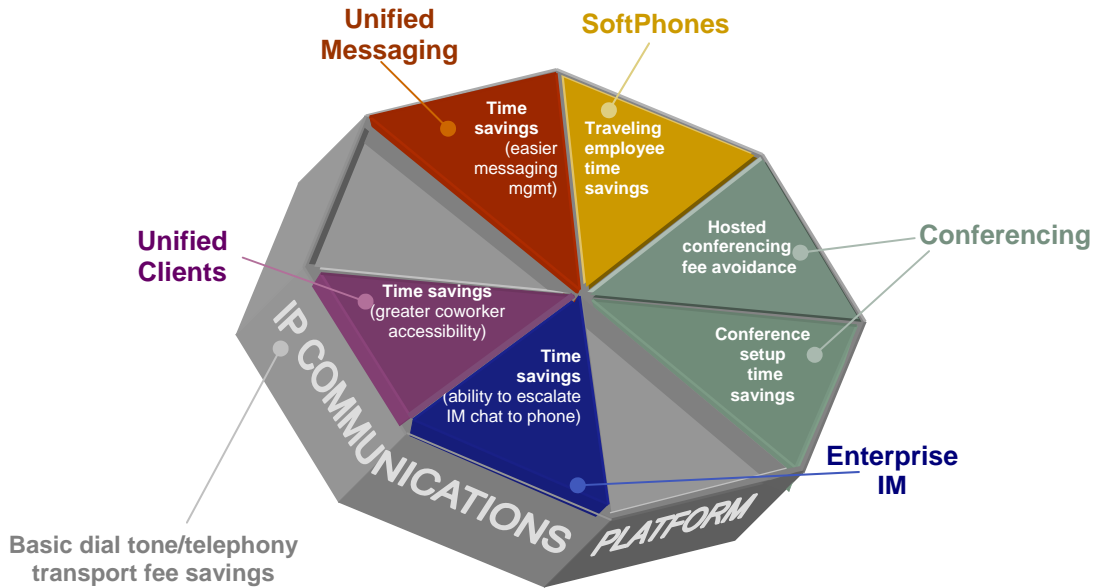 Unified
Messaging
SoftPhones
Time
savings
(easier
messaging
mgmt)
Traveling
employee
time
savings
Unified
Clients
Hosted
conferencing
fee avoidance
Conferencing
Time savings
(greater coworker
accessibility)
Time
savings
(ability to escalate
IM chat to phone)
Conference
setup
time
savings
IP COMMUNICATIONS
PLATFORM
Enterprise
IM
Basic dial tone/telephony
transport fee savings